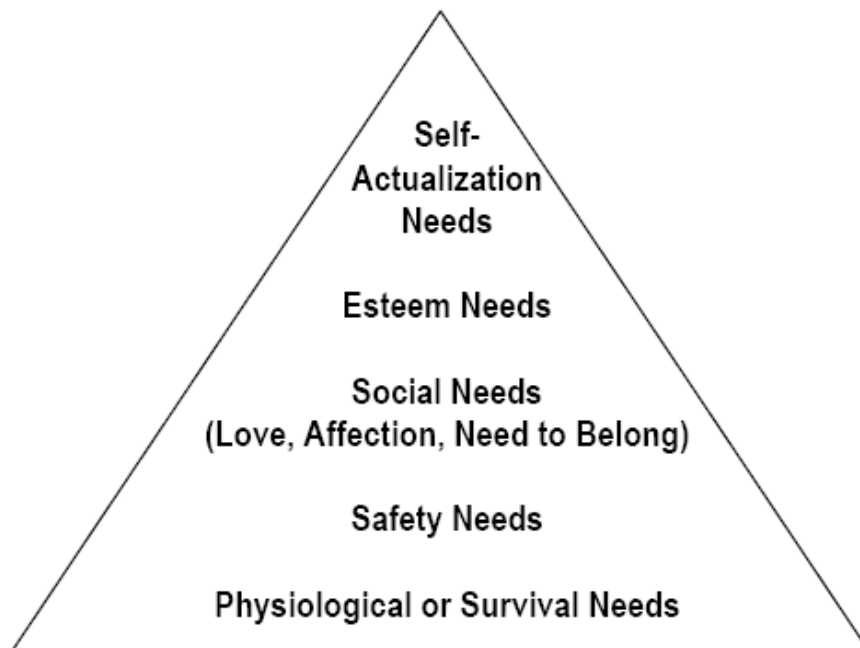 Self-
Actualization
Needs
Esteem Needs
Social Needs
(Love, Affection, Need to Belong)
Safety Needs
Physiological or Survival Needs